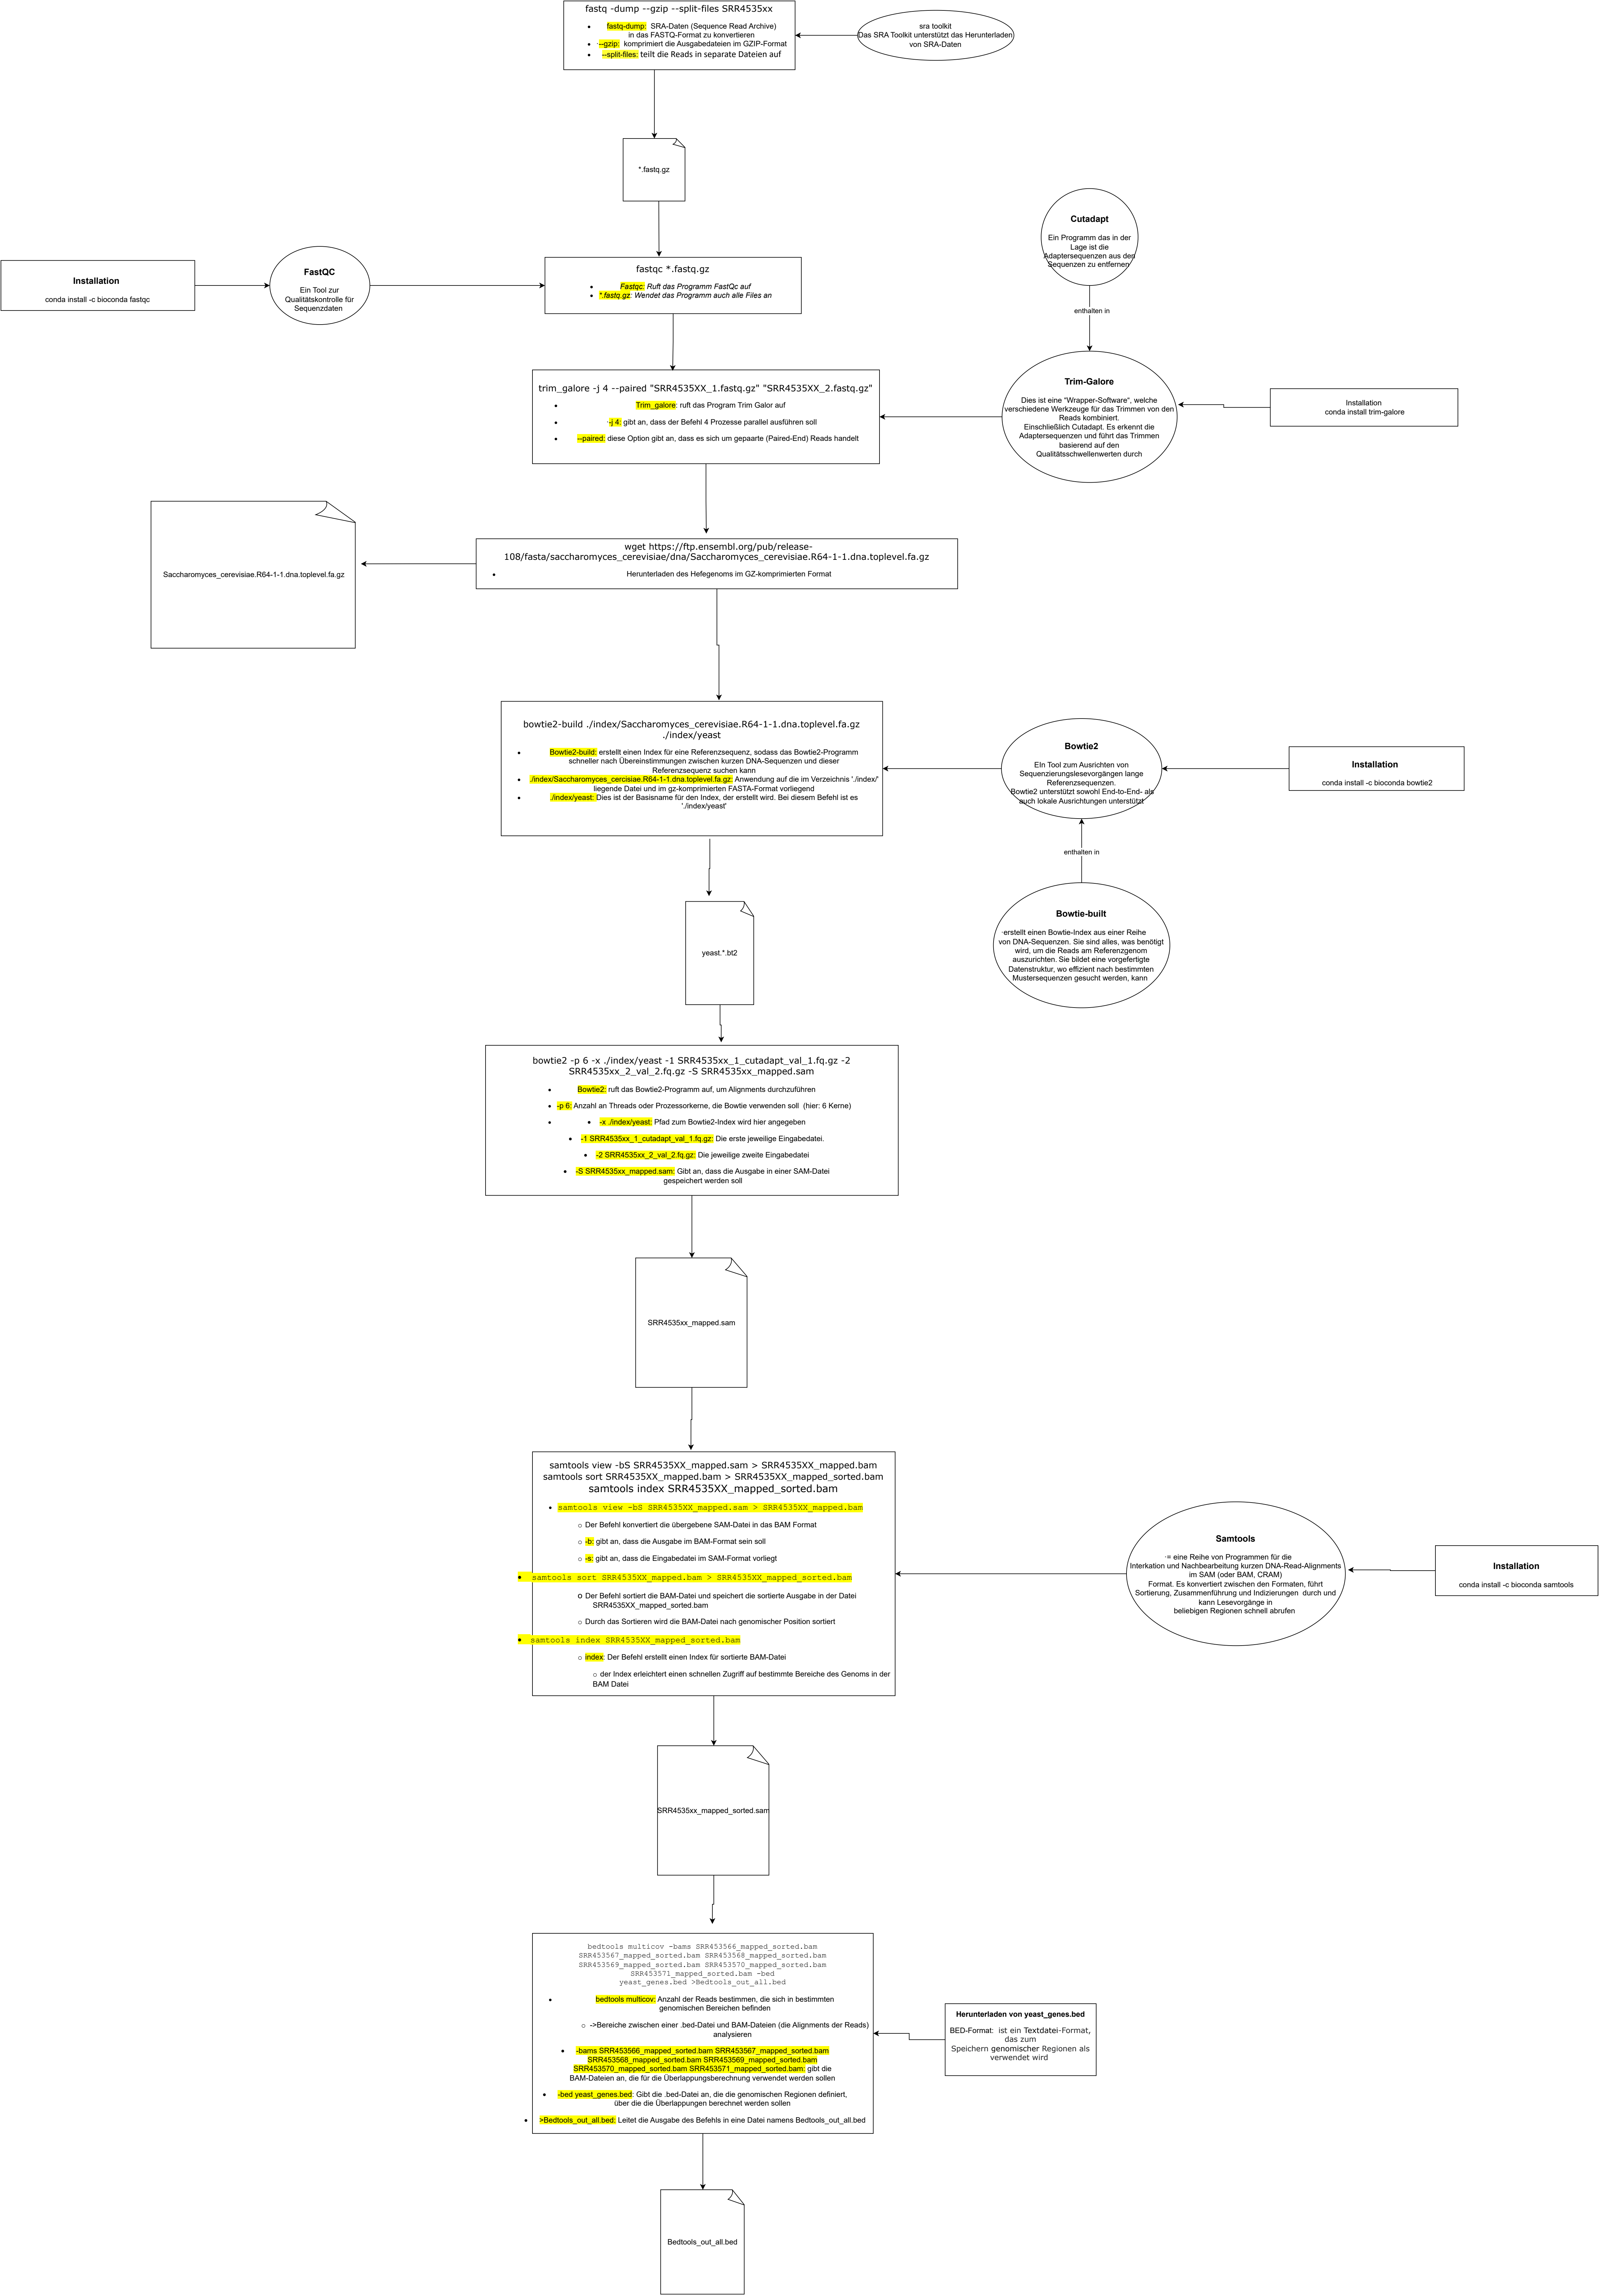 fastq -dump --gzip --split-files SRR4535xx
• fastq-dump: SRA-Daten (Sequence Read Archive)
in das FASTQ-Format zu konvertieren
• ·--gzip: komprimiert die Ausgabedateien im GZIP-Format
• --split-files: teilt die Reads in separate Dateien auf
sra toolkit
Das SRA Toolkit unterstützt das Herunterladen
von SRA-Daten
*.fastq.gz
Cutadapt
Ein Programm das in der
Lage ist die
Adaptersequenzen aus den
Sequenzen zu entfernen
enthalten in
Installation
conda install -c bioconda fastqc
FastQC
Ein Tool zur
Qualitätskontrolle für
Sequenzdaten
fastqc *.fastq.gz
• Fastqc: Ruft das Programm FastQc auf
• *.fastq.gz: Wendet das Programm auch alle Files an
trim_galore -j 4 --paired "SRR4535XX_1.fastq.gz" "SRR4535XX_2.fastq.gz"
• Trim_galore: ruft das Program Trim Galor auf
• ·-j 4: gibt an, dass der Befehl 4 Prozesse parallel ausführen soll
• --paired: diese Option gibt an, dass es sich um gepaarte (Paired-End) Reads handelt
Trim-Galore
Dies ist eine "Wrapper-Software", welche
verschiedene Werkzeuge für das Trimmen von den
Reads kombiniert.
Einschließlich Cutadapt. Es erkennt die
Adaptersequenzen und führt das Trimmen
basierend auf den
Qualitätsschwellenwerten durch
Installation
conda install trim-galore
wget https://ftp.ensembl.org/pub/release-
108/fasta/saccharomyces_cerevisiae/dna/Saccharomyces_cerevisiae.R64-1-1.dna.toplevel.fa.gz
• Herunterladen des Hefegenoms im GZ-komprimierten Format
Saccharomyces_cerevisiae.R64-1-1.dna.toplevel.fa.gz
bowtie2-build ./index/Saccharomyces_cerevisiae.R64-1-1.dna.toplevel.fa.gz
./index/yeast
• Bowtie2-build: erstellt einen Index für eine Referenzsequenz, sodass das Bowtie2-Programm
schneller nach Übereinstimmungen zwischen kurzen DNA-Sequenzen und dieser
Referenzsequenz suchen kann
• ./index/Saccharomyces_cercisiae.R64-1-1.dna.toplevel.fa.gz: Anwendung auf die im Verzeichnis './index/'
liegende Datei und im gz-komprimierten FASTA-Format vorliegend
• ./index/yeast: Dies ist der Basisname für den Index, der erstellt wird. Bei diesem Befehl ist es
'./index/yeast'
Bowtie2
EIn Tool zum Ausrichten von
Sequenzierungslesevorgängen lange
Referenzsequenzen.
Bowtie2 unterstützt sowohl End-to-End- als
auch lokale Ausrichtungen unterstützt
Installation
conda install -c bioconda bowtie2
enthalten in
Bowtie-built
·erstellt einen Bowtie-Index aus einer Reihe
von DNA-Sequenzen. Sie sind alles, was benötigt
wird, um die Reads am Referenzgenom
auszurichten. Sie bildet eine vorgefertigte
Datenstruktur, wo effizient nach bestimmten
Mustersequenzen gesucht werden, kann
yeast.*.bt2
bowtie2 -p 6 -x ./index/yeast -1 SRR4535xx_1_cutadapt_val_1.fq.gz -2
SRR4535xx_2_val_2.fq.gz -S SRR4535xx_mapped.sam
• Bowtie2: ruft das Bowtie2-Programm auf, um Alignments durchzuführen
• -p 6: Anzahl an Threads oder Prozessorkerne, die Bowtie verwenden soll (hier: 6 Kerne)
• • -x ./index/yeast: Pfad zum Bowtie2-Index wird hier angegeben
• -1 SRR4535xx_1_cutadapt_val_1.fq.gz: Die erste jeweilige Eingabedatei.
• -2 SRR4535xx_2_val_2.fq.gz: Die jeweilige zweite Eingabedatei
• -S SRR4535xx_mapped.sam: Gibt an, dass die Ausgabe in einer SAM-Datei
gespeichert werden soll
SRR4535xx_mapped.sam
samtools view -bS SRR4535XX_mapped.sam > SRR4535XX_mapped.bam
samtools sort SRR4535XX_mapped.bam > SRR4535XX_mapped_sorted.bam
samtools index SRR4535XX_mapped_sorted.bam
• samtools view -bS SRR4535XX_mapped.sam > SRR4535XX_mapped.bam
o Der Befehl konvertiert die übergebene SAM-Datei in das BAM Format
o -b: gibt an, dass die Ausgabe im BAM-Format sein soll
o -s: gibt an, dass die Eingabedatei im SAM-Format vorliegt
• samtools sort SRR4535XX_mapped.bam > SRR4535XX_mapped_sorted.bam
o Der Befehl sortiert die BAM-Datei und speichert die sortierte Ausgabe in der Datei
SRR4535XX_mapped_sorted.bam
o Durch das Sortieren wird die BAM-Datei nach genomischer Position sortiert
• samtools index SRR4535XX_mapped_sorted.bam
o index: Der Befehl erstellt einen Index für sortierte BAM-Datei
o der Index erleichtert einen schnellen Zugriff auf bestimmte Bereiche des Genoms in der
BAM Datei
Samtools
·= eine Reihe von Programmen für die
Interkation und Nachbearbeitung kurzen DNA-Read-Alignments
im SAM (oder BAM, CRAM)
Format. Es konvertiert zwischen den Formaten, führt
Sortierung, Zusammenführung und Indizierungen durch und
kann Lesevorgänge in
beliebigen Regionen schnell abrufen
Installation
conda install -c bioconda samtools
SRR4535xx_mapped_sorted.sam
bedtools multicov -bams SRR453566_mapped_sorted.bam
SRR453567_mapped_sorted.bam SRR453568_mapped_sorted.bam
SRR453569_mapped_sorted.bam SRR453570_mapped_sorted.bam
SRR453571_mapped_sorted.bam -bed
yeast_genes.bed >Bedtools_out_all.bed
• bedtools multicov: Anzahl der Reads bestimmen, die sich in bestimmten
genomischen Bereichen befinden
o ->Bereiche zwischen einer .bed-Datei und BAM-Dateien (die Alignments der Reads)
analysieren
• -bams SRR453566_mapped_sorted.bam SRR453567_mapped_sorted.bam
SRR453568_mapped_sorted.bam SRR453569_mapped_sorted.bam
SRR453570_mapped_sorted.bam SRR453571_mapped_sorted.bam: gibt die
BAM-Dateien an, die für die Überlappungsberechnung verwendet werden sollen
• -bed yeast_genes.bed: Gibt die .bed-Datei an, die die genomischen Regionen definiert,
über die die Überlappungen berechnet werden sollen
• >Bedtools_out_all.bed: Leitet die Ausgabe des Befehls in eine Datei namens Bedtools_out_all.bed
Herunterladen von yeast_genes.bed
BED-Format: ist ein Textdatei-Format,
das zum
Speichern genomischer Regionen als
verwendet wird
Bedtools_out_all.bed